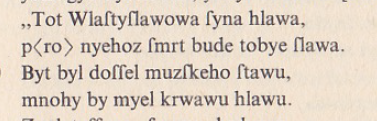 „Tot Wlaſtyſlawowa ſyna hlawa,
p⟨ro⟩ nyehoz ſmrt bude tobye ſlawa.
Byt byl doſſel muzſkeho ſtawu,
mnohy by myel krwawu hlawu.